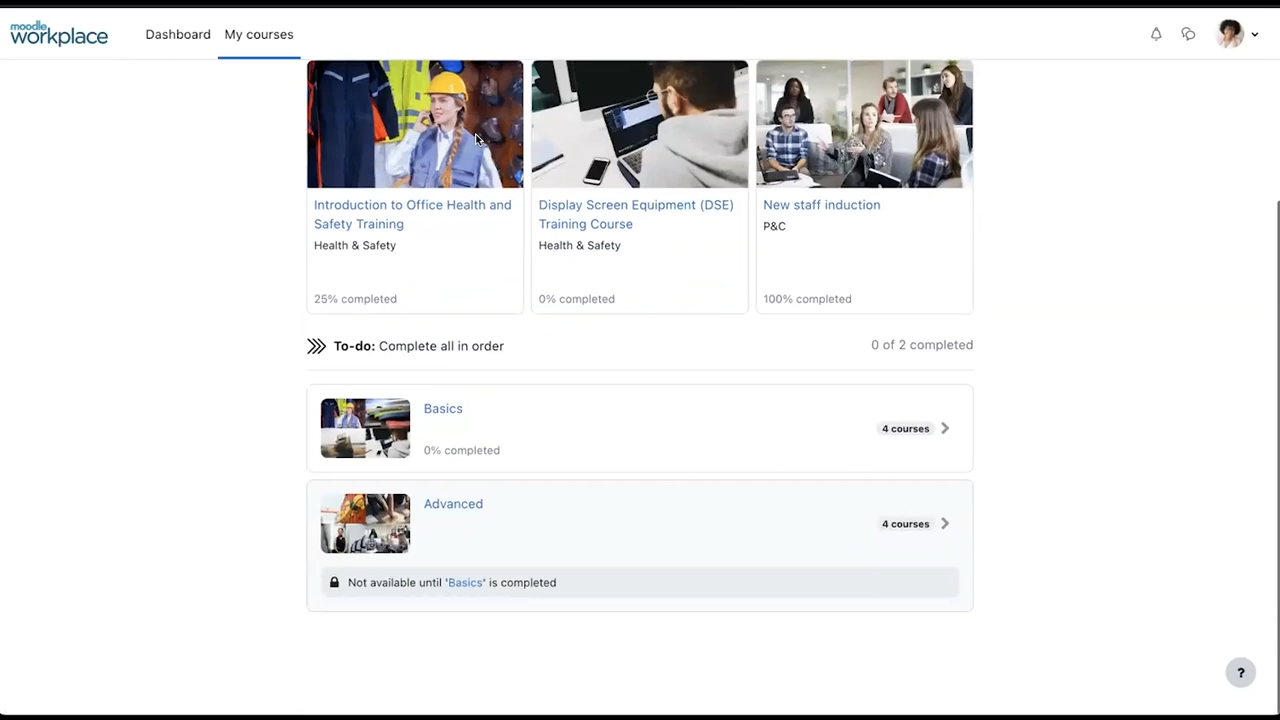 moodle
workplace
Dashboard
My courses
Introduction to Office Health and
Safety Training
Health & Safety
25% completed
Display Screen Equipment (DSE)
Training Course
Health & Safety
0% completed
New staff induction
P&C
100% completed
To-do: Complete all in order
0 of 2 completed
Basics
0% completed
4 courses
Advanced
4 courses
Not available until 'Basics' is completed
?